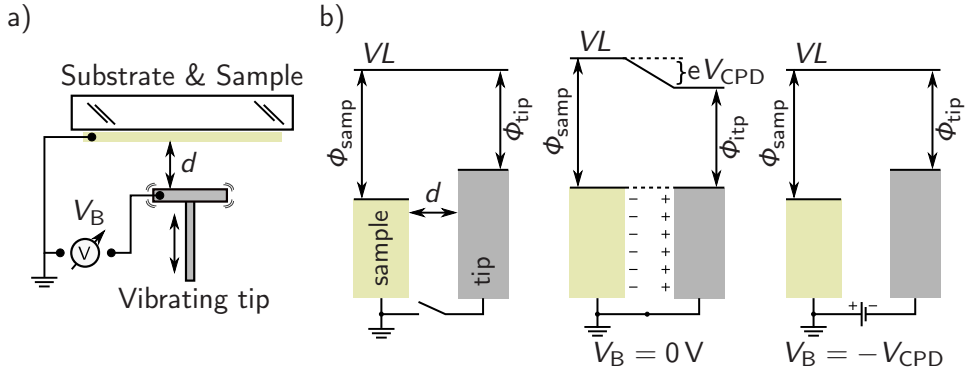 a)
Substrate & Sample
d
V_B
V
Vibrating tip
b)
VL
Φ_samp
Φ_tip
d
sample
tip
VL
eV_CPD
Φ_samp
Φ_itp
− − − − − −
+ + + + + +
V_B = 0 V
VL
Φ_samp
Φ_tip
+ −
V_B = −V_CPD